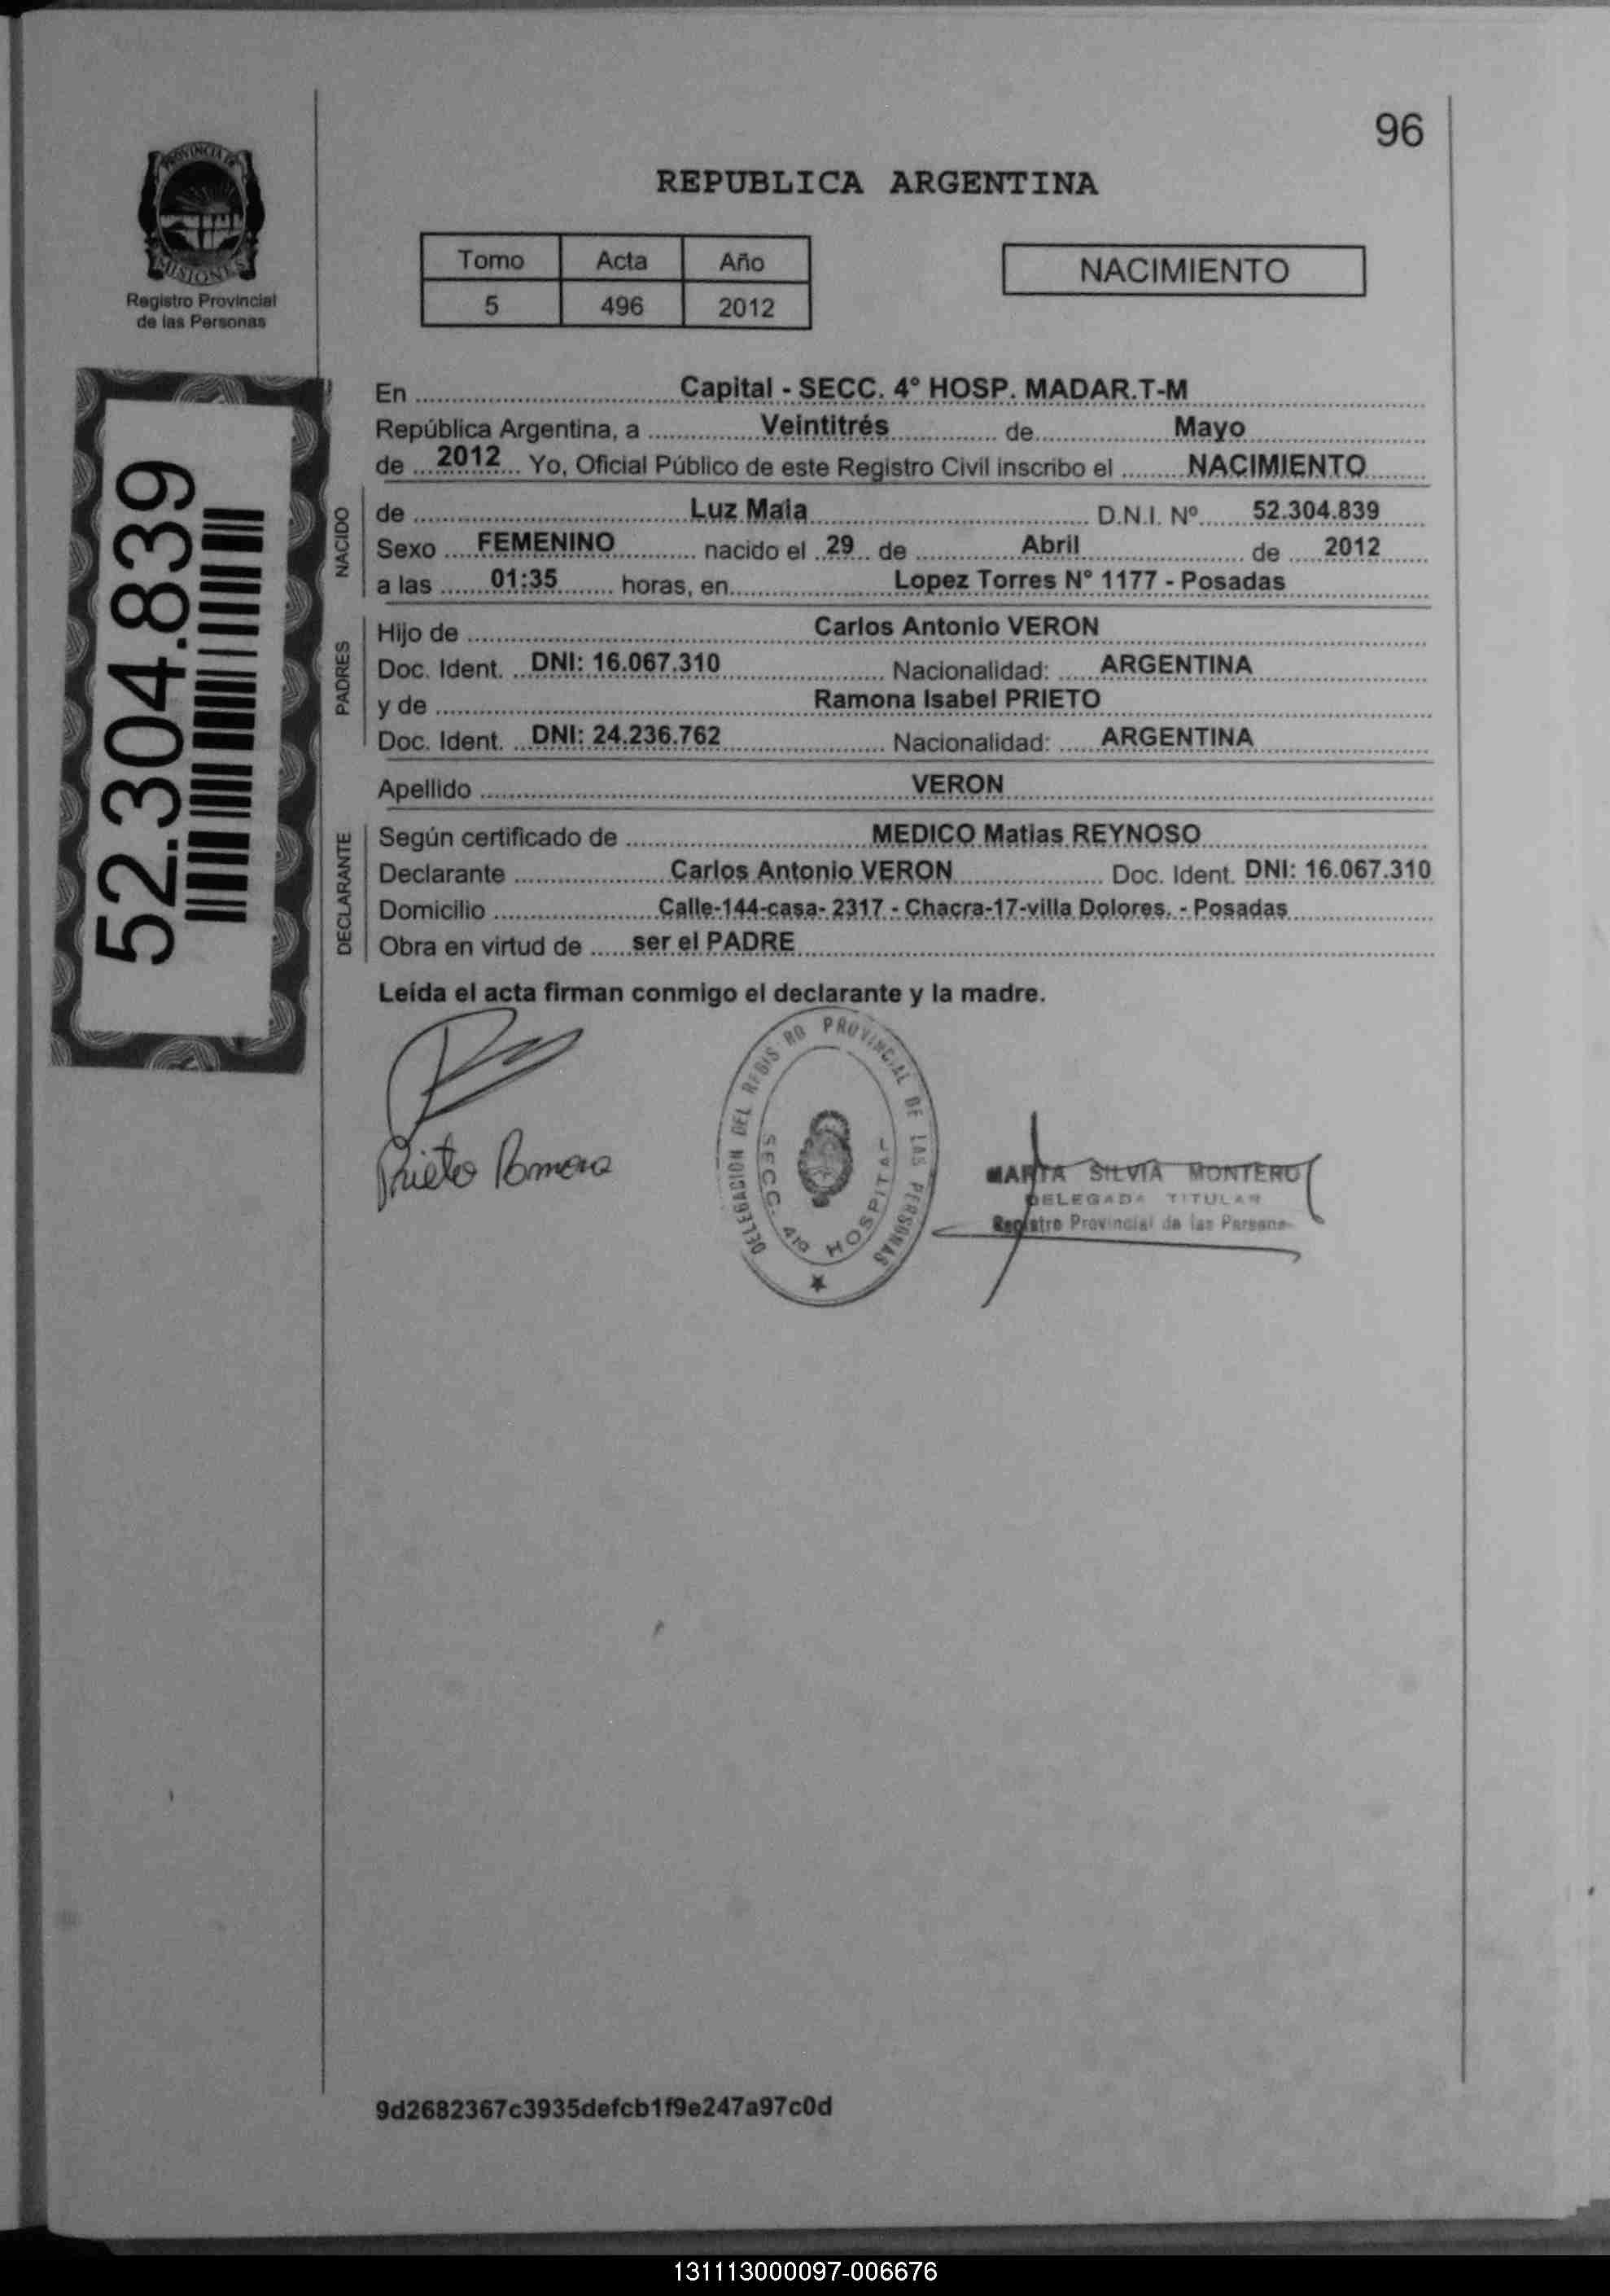 96
PROVINCIA DE
MISIONES
Registro Provincial
de las Personas
REPUBLICA ARGENTINA
Tomo Acta Año
5 496 2012
NACIMIENTO
52.304.839
En Capital - SECC. 4° HOSP. MADAR.T-M
República Argentina, a Veintitrés de Mayo
de 2012 Yo, Oficial Público de este Registro Civil inscribo el NACIMIENTO
NACIDO
de Luz Maia D.N.I. Nº 52.304.839
Sexo FEMENINO nacido el 29 de Abril de 2012
a las 01:35 horas, en Lopez Torres N° 1177 - Posadas
PADRES
Hijo de Carlos Antonio VERON
Doc. Ident. DNI: 16.067.310 Nacionalidad: ARGENTINA
y de Ramona Isabel PRIETO
Doc. Ident. DNI: 24.236.762 Nacionalidad: ARGENTINA
Apellido VERON
DECLARANTE
Según certificado de MEDICO Matias REYNOSO
Declarante Carlos Antonio VERON Doc. Ident. DNI: 16.067.310
Domicilio Calle-144-casa- 2317 - Chacra-17-villa Dolores. - Posadas
Obra en virtud de ser el PADRE
Leída el acta firman conmigo el declarante y la madre.
Prieto Romona
DELEGACION DEL REGIS RO PROVINCIAL DE LAS PERSONAS
SECC. 4ta HOSPITAL
MARTA SILVIA MONTERO
DELEGADA TITULAR
Registro Provincial de las Persona
9d2682367c3935defcb1f9e247a97c0d
131113000097-006676